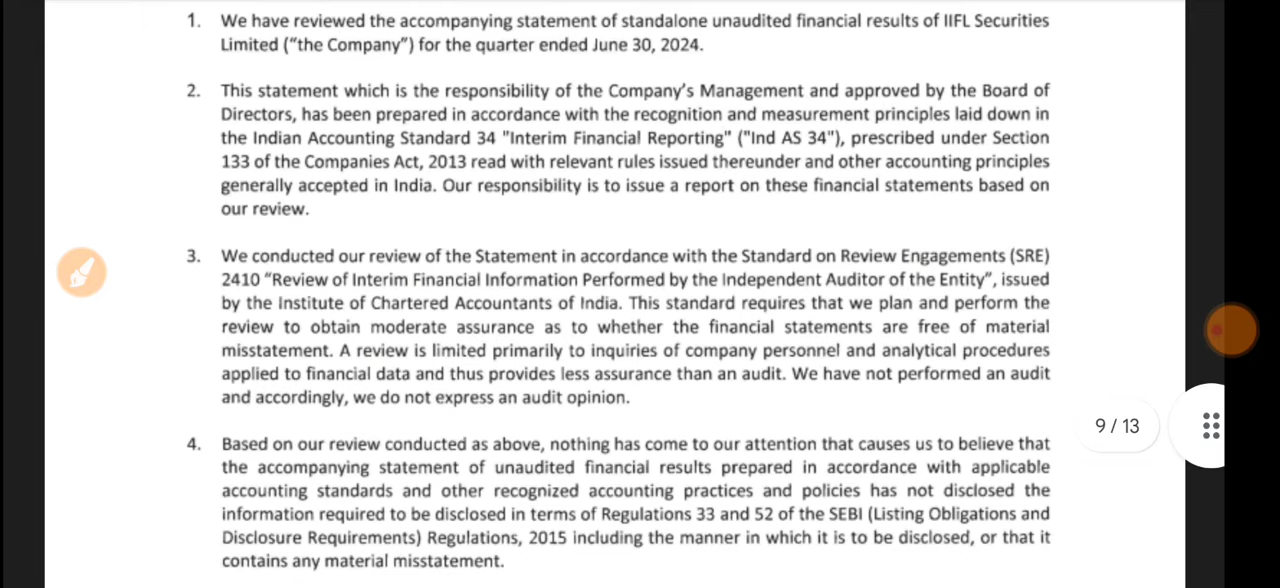 1. We have reviewed the accompanying statement of standalone unaudited financial results of IIFL Securities
Limited ("the Company") for the quarter ended June 30, 2024.
2. This statement which is the responsibility of the Company's Management and approved by the Board of
Directors, has been prepared in accordance with the recognition and measurement principles laid down in
the Indian Accounting Standard 34 "Interim Financial Reporting" ("Ind AS 34"), prescribed under Section
133 of the Companies Act, 2013 read with relevant rules issued thereunder and other accounting principles
generally accepted in India. Our responsibility is to issue a report on these financial statements based on
our review.
3. We conducted our review of the Statement in accordance with the Standard on Review Engagements (SRE)
2410 "Review of Interim Financial Information Performed by the Independent Auditor of the Entity", issued
by the Institute of Chartered Accountants of India. This standard requires that we plan and perform the
review to obtain moderate assurance as to whether the financial statements are free of material
misstatement. A review is limited primarily to inquiries of company personnel and analytical procedures
applied to financial data and thus provides less assurance than an audit. We have not performed an audit
and accordingly, we do not express an audit opinion.
9 / 13
4. Based on our review conducted as above, nothing has come to our attention that causes us to believe that
the accompanying statement of unaudited financial results prepared in accordance with applicable
accounting standards and other recognized accounting practices and policies has not disclosed the
information required to be disclosed in terms of Regulations 33 and 52 of the SEBI (Listing Obligations and
Disclosure Requirements) Regulations, 2015 including the manner in which it is to be disclosed, or that it
contains any material misstatement.